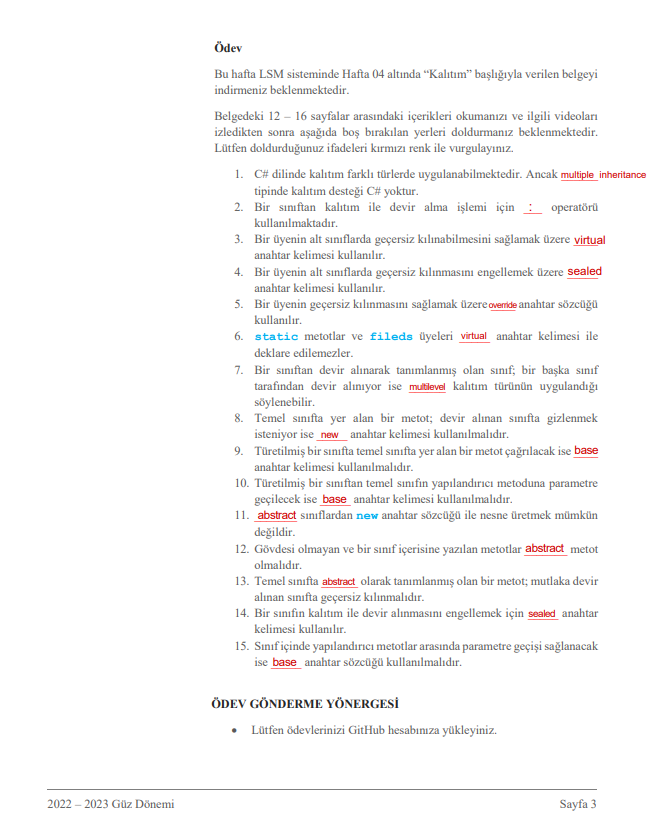 Ödev
Bu hafta LSM sisteminde Hafta 04 altında “Kalıtım” başlığıyla verilen belgeyi
indirmeniz beklenmektedir.
Belgedeki 12 – 16 sayfalar arasındaki içerikleri okumanızı ve ilgili videoları
izledikten sonra aşağıda boş bırakılan yerleri doldurmanız beklenmektedir.
Lütfen doldurduğunuz ifadeleri kırmızı renk ile vurgulayınız.
1. C# dilinde kalıtım farklı türlerde uygulanabilmektedir. Ancak multiple inheritance
tipinde kalıtım desteği C# yoktur.
2. Bir sınıftan kalıtım ile devir alma işlemi için : operatörü
kullanılmaktadır.
3. Bir üyenin alt sınıflarda geçersiz kılınabilmesini sağlamak üzere virtual
anahtar kelimesi kullanılır.
4. Bir üyenin alt sınıflarda geçersiz kılınmasını engellemek üzere sealed
anahtar kelimesi kullanılır.
5. Bir üyenin geçersiz kılınmasını sağlamak üzere override anahtar sözcüğü
kullanılır.
6. static metotlar ve fileds üyeleri virtual anahtar kelimesi ile
deklare edilemezler.
7. Bir sınıftan devir alınarak tanımlanmış olan sınıf; bir başka sınıf
tarafından devir alınıyor ise multilevel kalıtım türünün uygulandığı
söylenebilir.
8. Temel sınıfta yer alan bir metot; devir alınan sınıfta gizlenmek
isteniyor ise new anahtar kelimesi kullanılmalıdır.
9. Türetilmiş bir sınıfta temel sınıfta yer alan bir metot çağrılacak ise base
anahtar kelimesi kullanılmalıdır.
10. Türetilmiş bir sınıftan temel sınıfın yapılandırıcı metoduna parametre
geçilecek ise base anahtar kelimesi kullanılmalıdır.
11. abstract sınıflardan new anahtar sözcüğü ile nesne üretmek mümkün
değildir.
12. Gövdesi olmayan ve bir sınıf içerisine yazılan metotlar abstract metot
olmalıdır.
13. Temel sınıfta abstract olarak tanımlanmış olan bir metot; mutlaka devir
alınan sınıfta geçersiz kılınmalıdır.
14. Bir sınıfın kalıtım ile devir alınmasını engellemek için sealed anahtar
kelimesi kullanılır.
15. Sınıf içinde yapılandırıcı metotlar arasında parametre geçişi sağlanacak
ise base anahtar sözcüğü kullanılmalıdır.
ÖDEV GÖNDERME YÖNERGESİ
• Lütfen ödevlerinizi GitHub hesabınıza yükleyiniz.
2022 – 2023 Güz Dönemi Sayfa 3